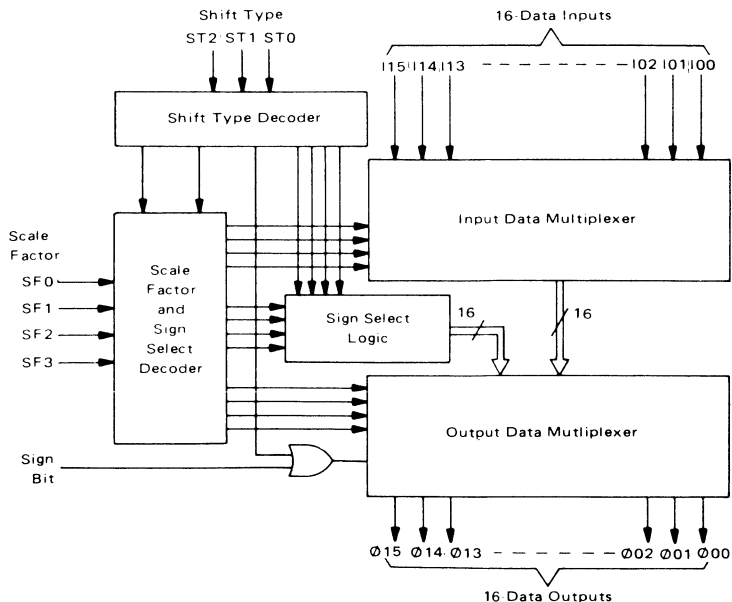 Shift Type
ST2 ST1 ST0
16-Data Inputs
I15 I14 I13 — — — — — — — I02 I01 I00
Shift Type Decoder
Input Data Multiplexer
Scale
Factor
SF0
SF1
SF2
SF3
Scale
Factor
and
Sign
Select
Decoder
Sign Select
Logic
16
16
Output Data Mutliplexer
Sign
Bit
Ø15 Ø14 Ø13 — — — — — — — Ø02 Ø01 Ø00
16-Data Outputs